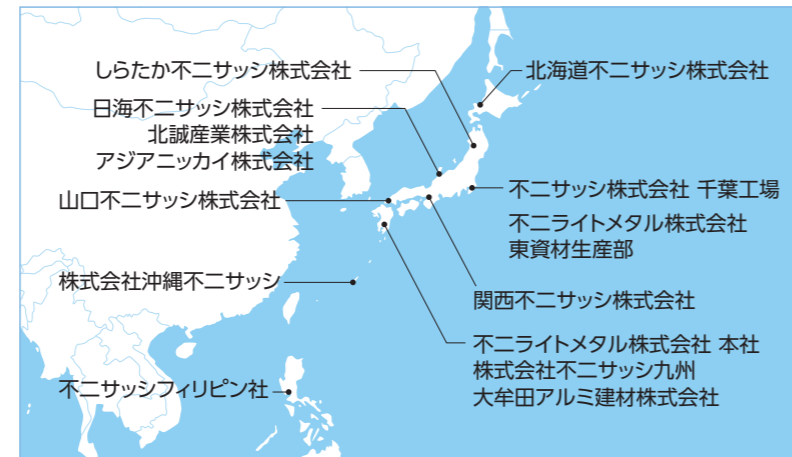 しらたか不二サッシ株式会社
日海不二サッシ株式会社
北誠産業株式会社
アジアニッカイ株式会社
山口不二サッシ株式会社
株式会社沖縄不二サッシ
不二サッシフィリピン社
北海道不二サッシ株式会社
不二サッシ株式会社 千葉工場
不二ライトメタル株式会社
東資材生産部
関西不二サッシ株式会社
不二ライトメタル株式会社 本社
株式会社不二サッシ九州
大牟田アルミ建材株式会社